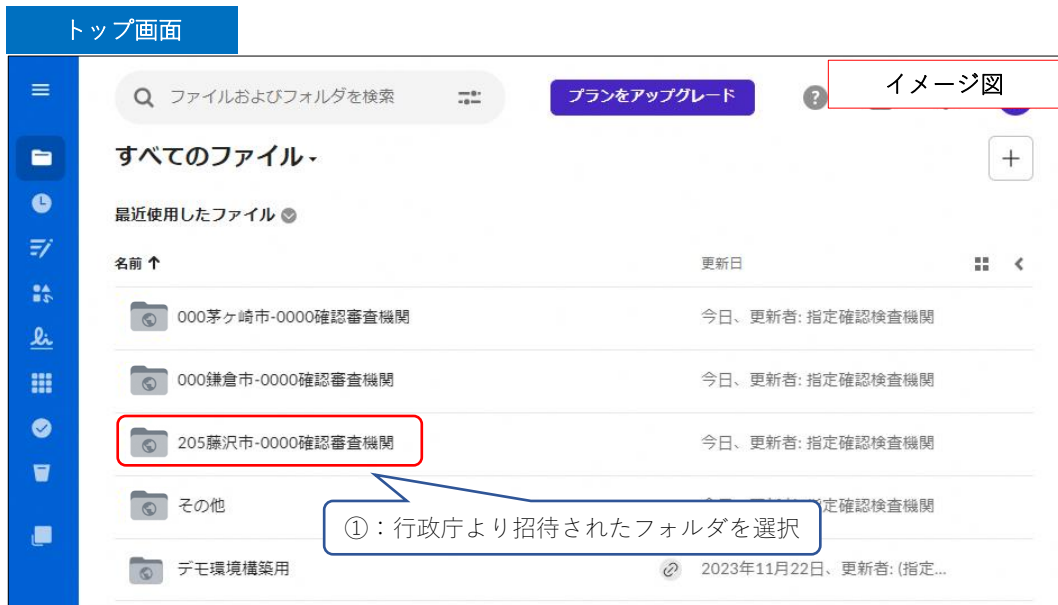 トップ画面
イメージ図
ファイルおよびフォルダを検索
プランをアップグレード
?
すべてのファイル
最近使用したファイル
名前 ↑
更新日
000茅ヶ崎市-0000確認審査機関
今日、更新者: 指定確認検査機関
000鎌倉市-0000確認審査機関
今日、更新者: 指定確認検査機関
205藤沢市-0000確認審査機関
今日、更新者: 指定確認検査機関
その他
指定確認検査機関
①：行政庁より招待されたフォルダを選択
デモ環境構築用
2023年11月22日、更新者: (指定...